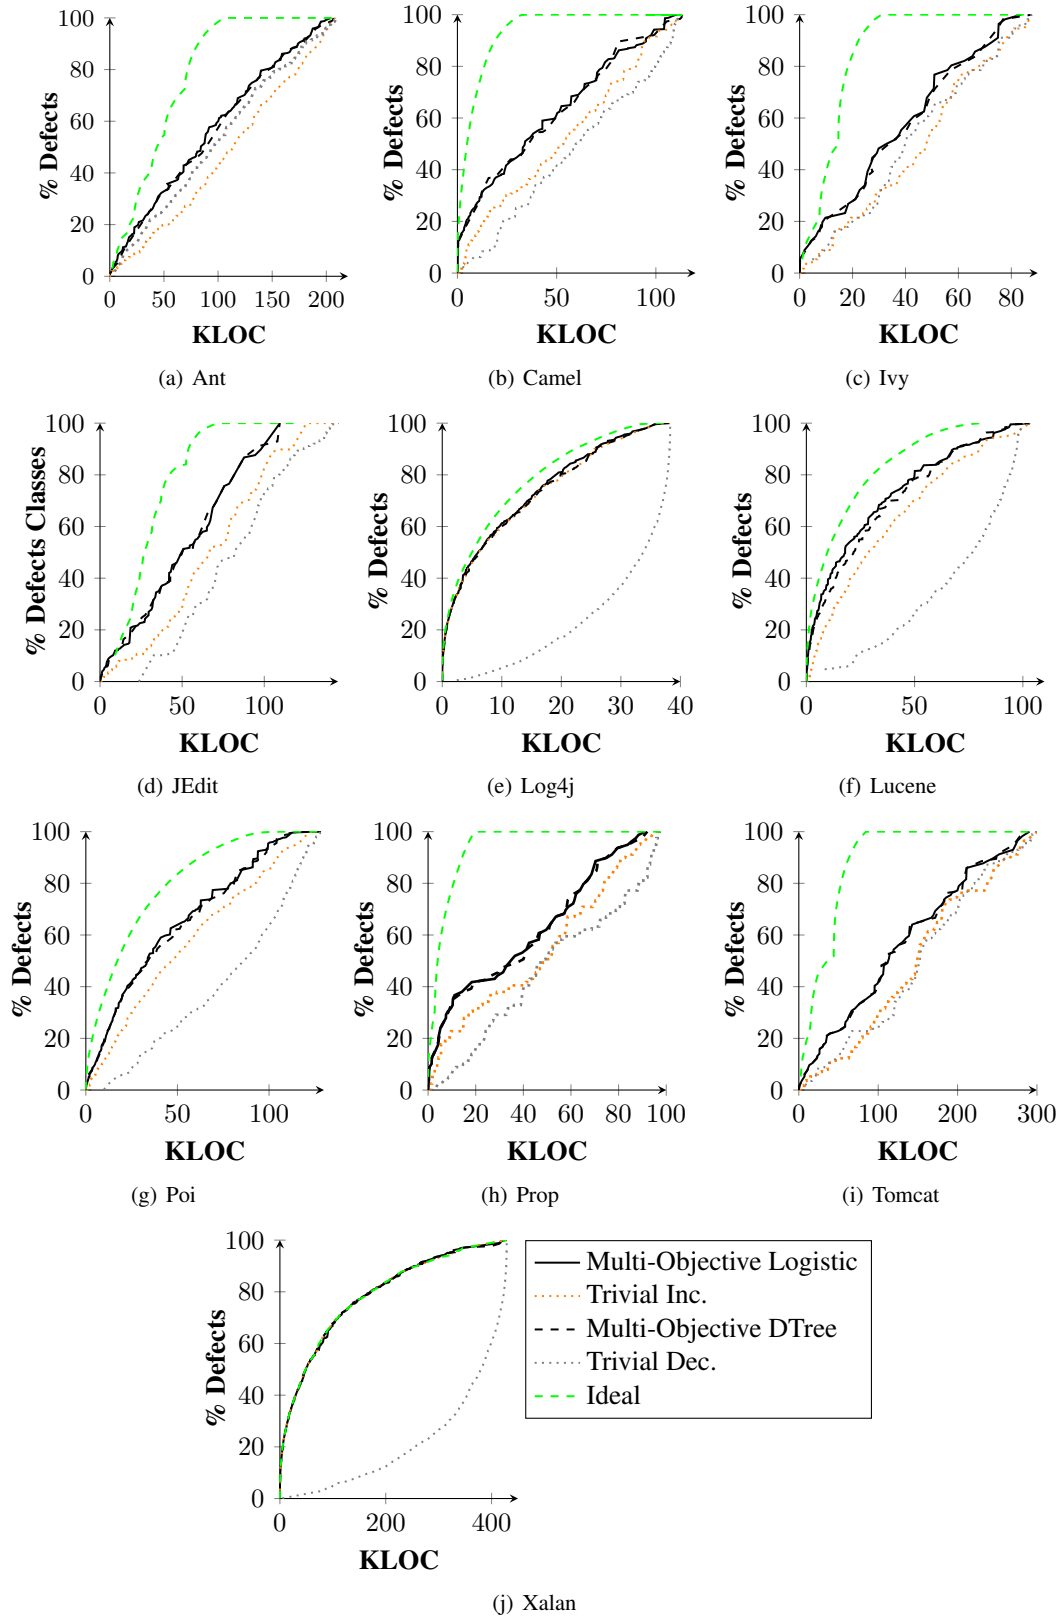 100
80
60
40
20
0
% Defects
0 50 100 150 200
KLOC
(a) Ant
100
80
60
40
20
0
% Defects
0 50 100
KLOC
(b) Camel
100
80
60
40
20
0
% Defects
0 20 40 60 80
KLOC
(c) Ivy
100
80
60
40
20
0
% Defects Classes
0 50 100
KLOC
(d) JEdit
100
80
60
40
20
0
% Defects
0 10 20 30 40
KLOC
(e) Log4j
100
80
60
40
20
0
% Defects
0 50 100
KLOC
(f) Lucene
100
80
60
40
20
0
% Defects
0 50 100
KLOC
(g) Poi
100
80
60
40
20
0
% Defects
0 20 40 60 80 100
KLOC
(h) Prop
100
80
60
40
20
0
% Defects
0 100 200 300
KLOC
(i) Tomcat
100
80
60
40
20
0
% Defects
0 200 400
KLOC
(j) Xalan
Multi-Objective Logistic
Trivial Inc.
Multi-Objective DTree
Trivial Dec.
Ideal